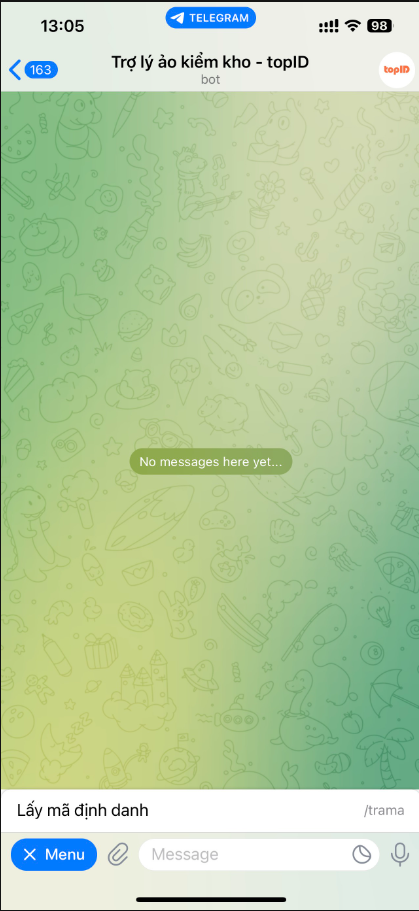 13:05
TELEGRAM
98
163
Trợ lý ảo kiểm kho - topID
bot
topID
No messages here yet...
Lấy mã định danh
/trama
Menu
Message